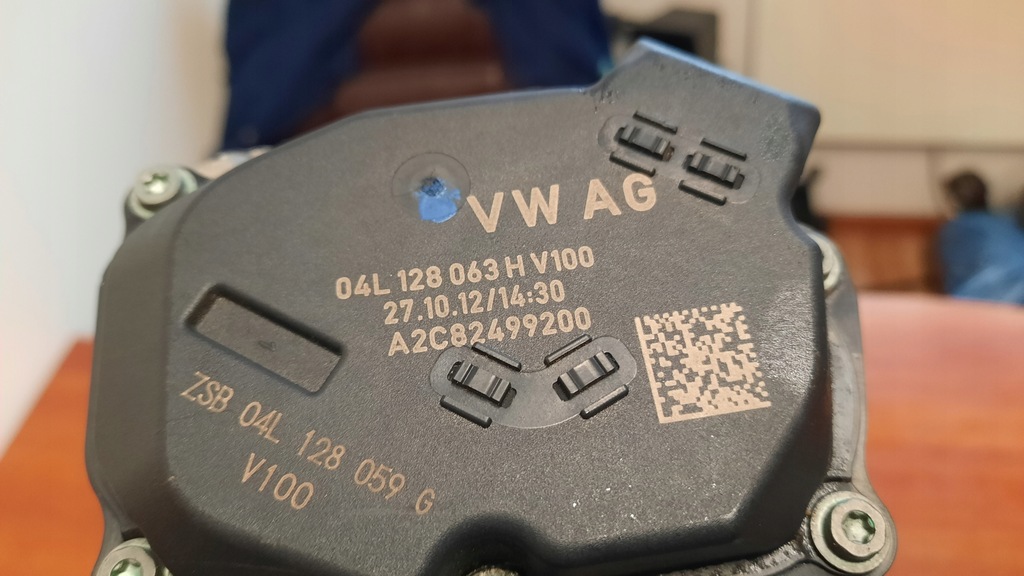 VW AG
04L 128 063 H V100
27.10.12/14:30
A2C82499200
ZSB 04L 128 059 G
V100